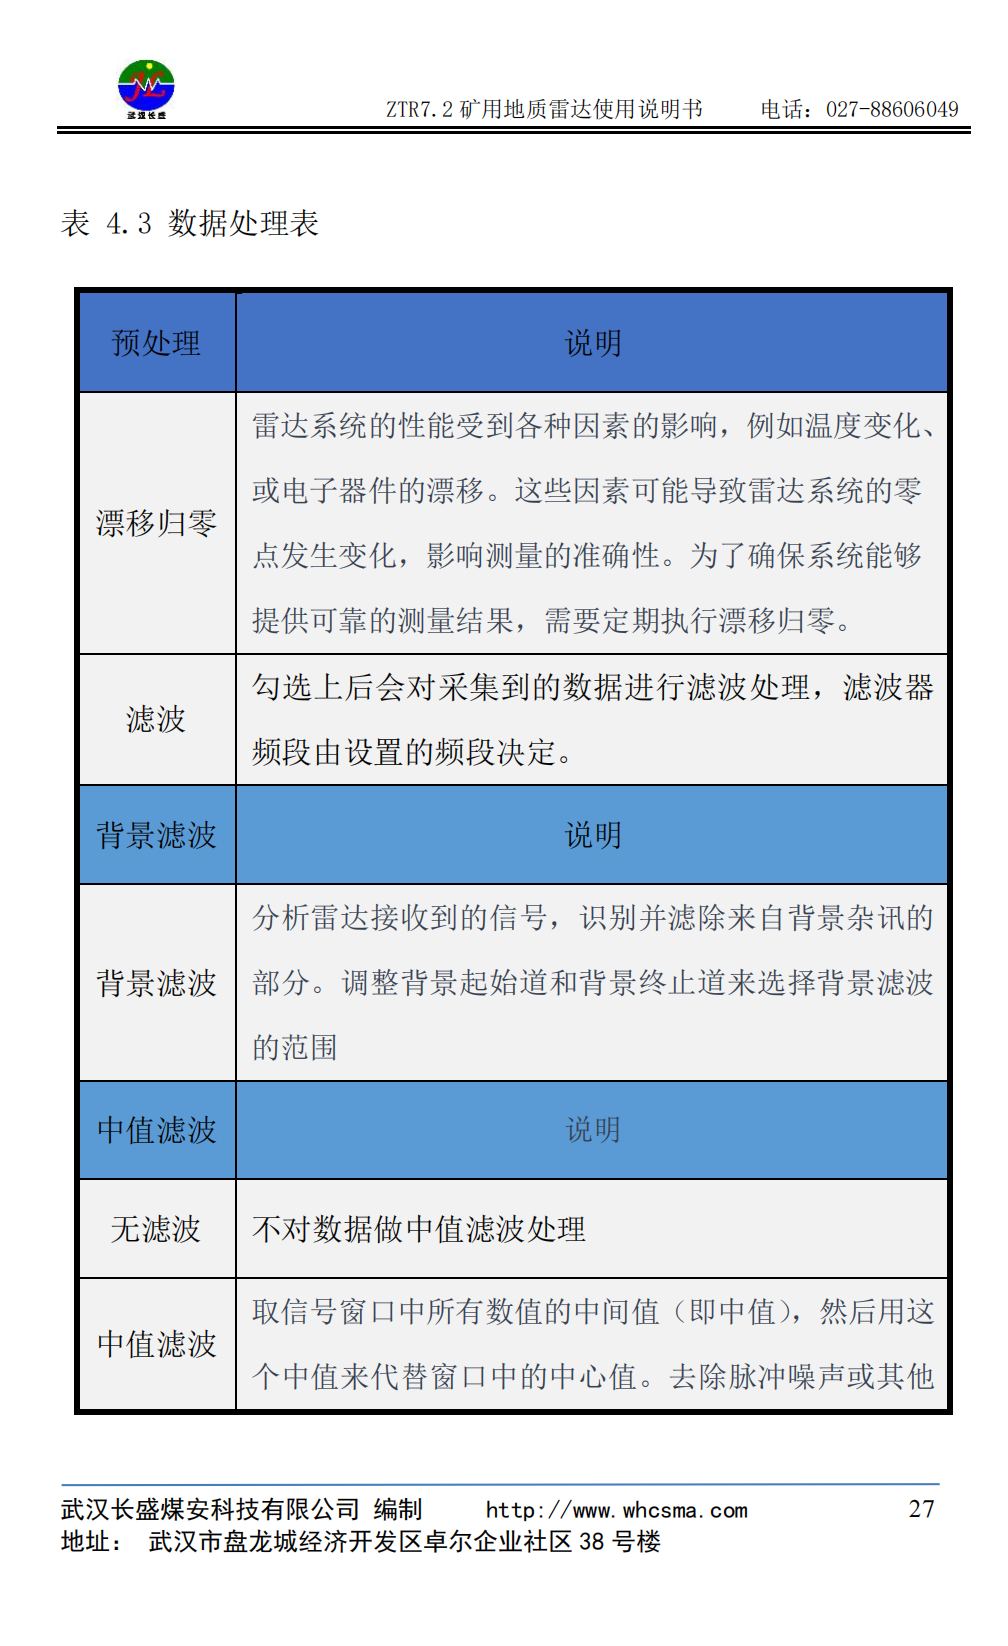 武汉长盛
ZTR7.2 矿用地质雷达使用说明书 电话：027-88606049
表 4.3 数据处理表
预处理 说明
漂移归零
雷达系统的性能受到各种因素的影响，例如温度变化、
或电子器件的漂移。这些因素可能导致雷达系统的零
点发生变化，影响测量的准确性。为了确保系统能够
提供可靠的测量结果，需要定期执行漂移归零。
滤波
勾选上后会对采集到的数据进行滤波处理，滤波器
频段由设置的频段决定。
背景滤波 说明
背景滤波
分析雷达接收到的信号，识别并滤除来自背景杂讯的
部分。调整背景起始道和背景终止道来选择背景滤波
的范围
中值滤波 说明
无滤波 不对数据做中值滤波处理
中值滤波
取信号窗口中所有数值的中间值（即中值），然后用这
个中值来代替窗口中的中心值。去除脉冲噪声或其他
武汉长盛煤安科技有限公司 编制 http://www.whcsma.com 27
地址： 武汉市盘龙城经济开发区卓尔企业社区 38 号楼